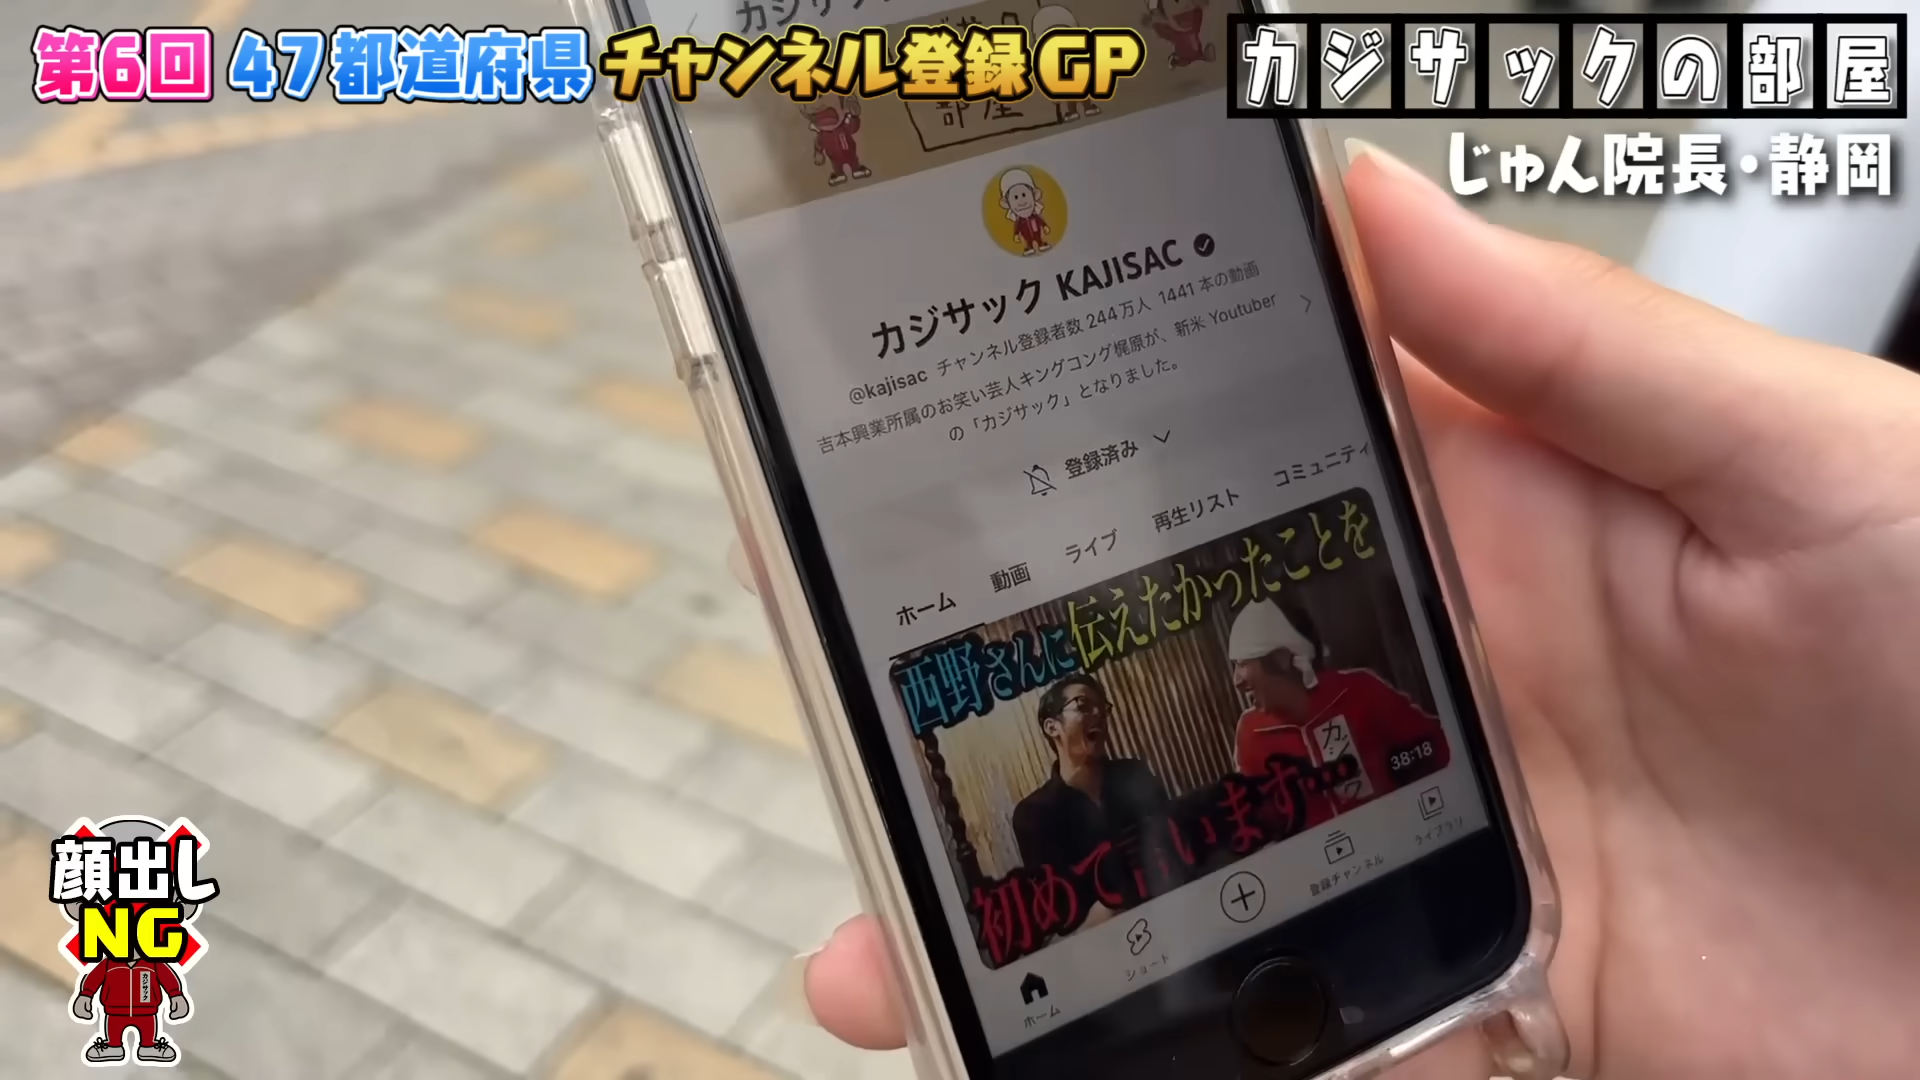 第6回 47都道府県 チャンネル登録GP
カジサックの部屋
じゅん院長・静岡
部屋
カジサック KAJISAC
@kajisac チャンネル登録者数 244万人 1441 本の動画
吉本興業所属のお笑い芸人キングコング梶原が、新米 Youtuber
の「カジサック」となりました。
登録済み
ホーム 動画 ライブ 再生リスト コミュニティ
西野さんに伝えたかったことを
初めて言います…
38:18
ホーム ショート 登録チャンネル ライブラリ
顔出し
NG
カジサック